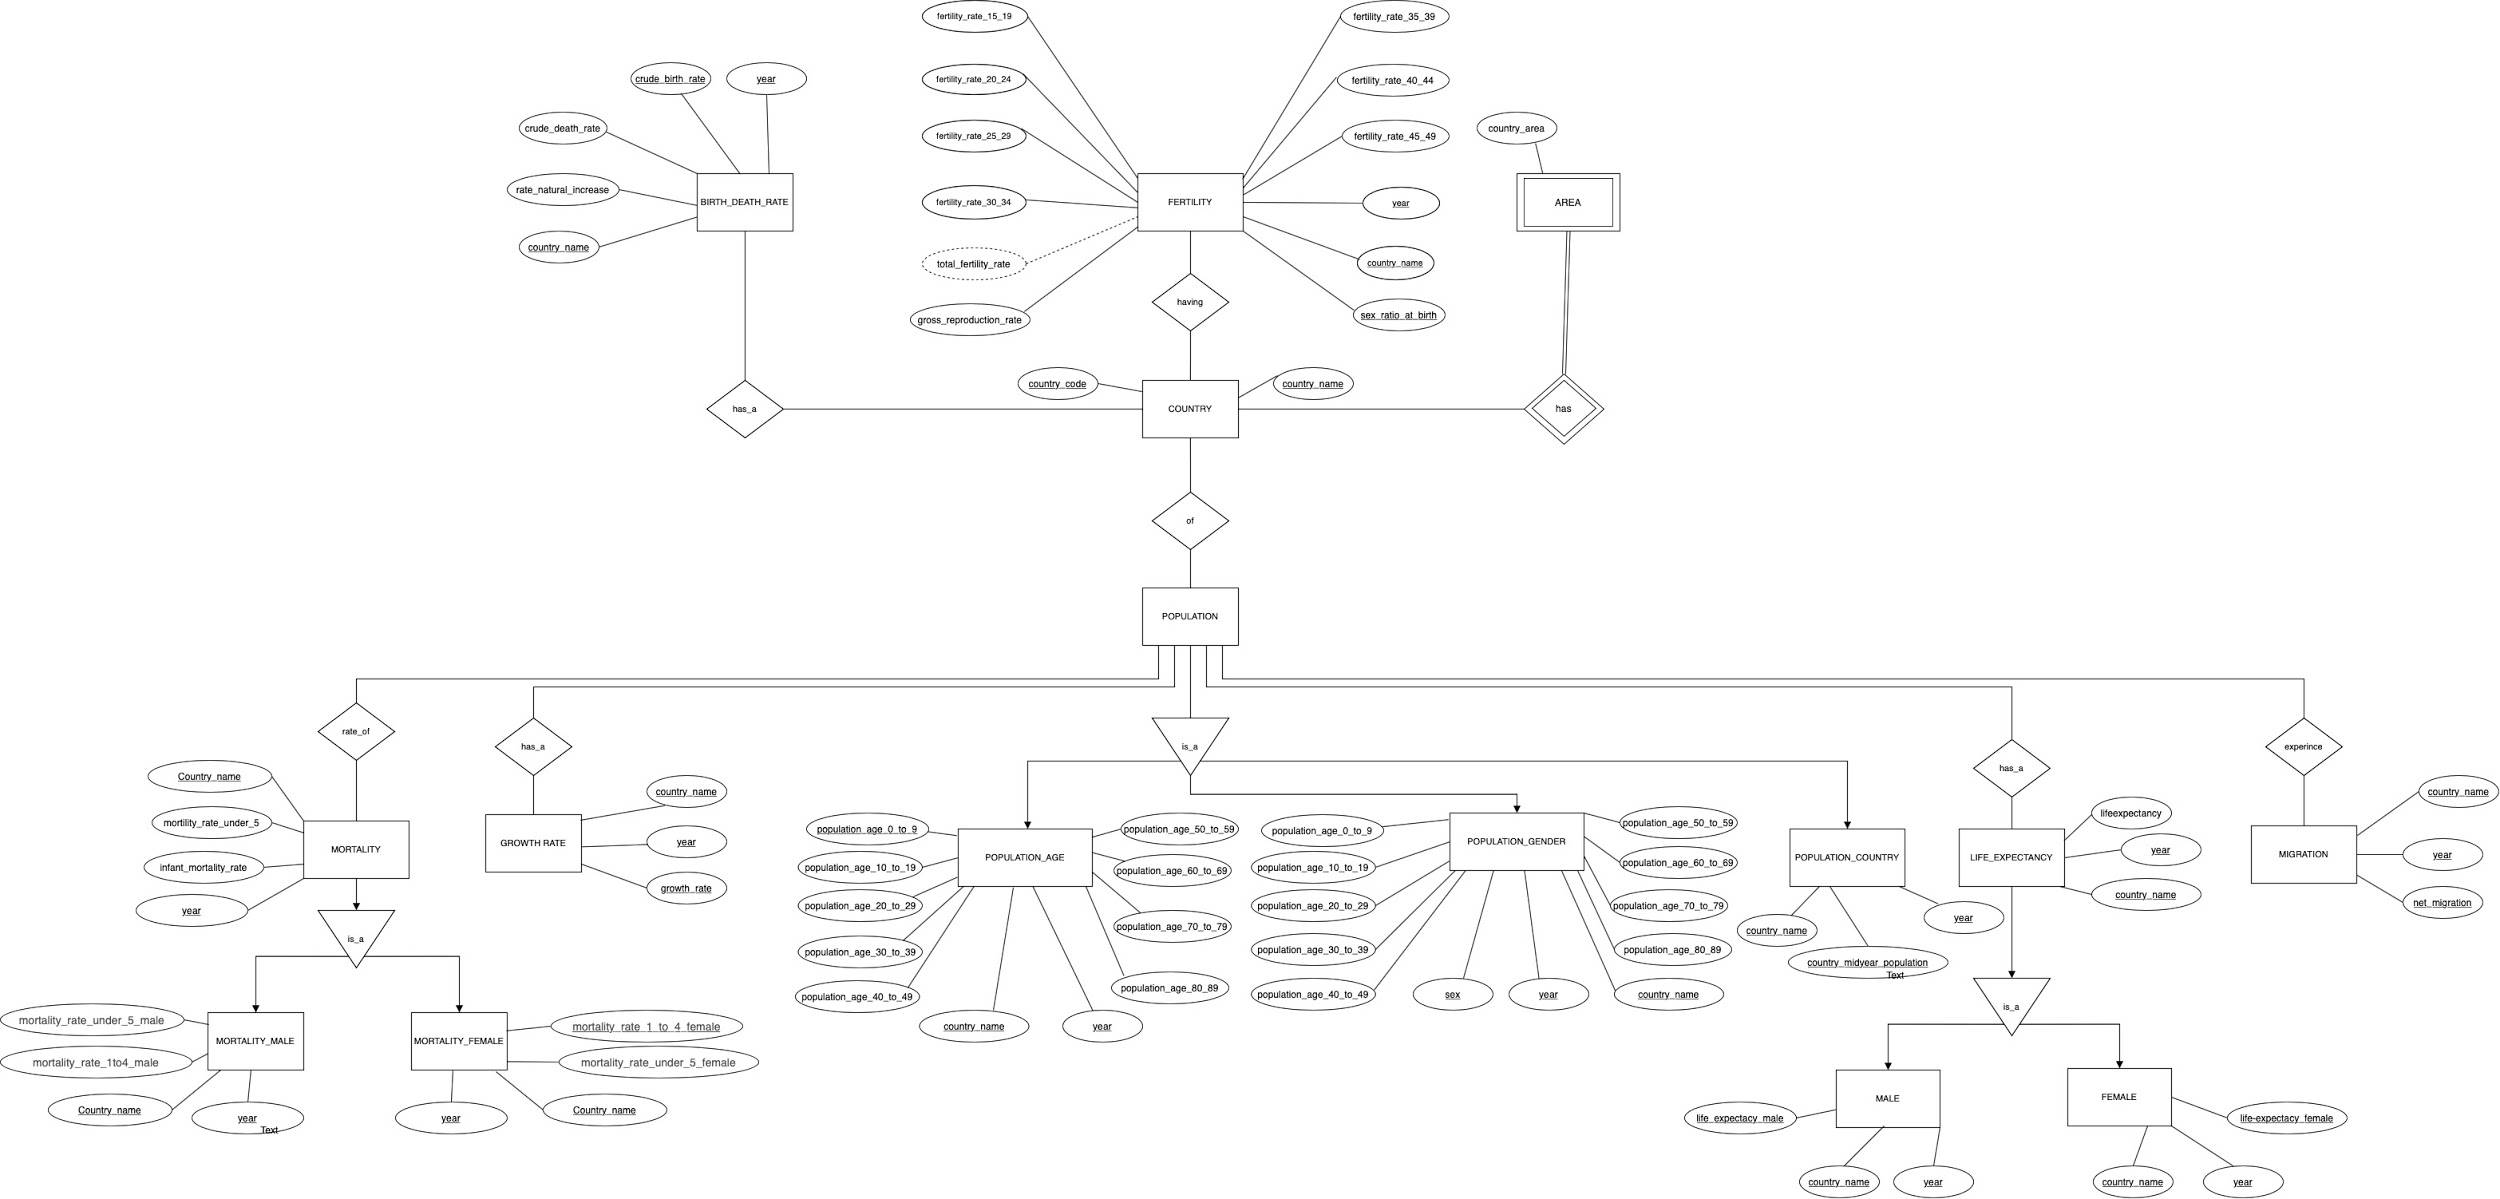 fertility_rate_15_19
fertility_rate_35_39
crude_birth_rate
year
fertility_rate_20_24
fertility_rate_40_44
crude_death_rate
fertility_rate_25_29
fertility_rate_45_49
country_area
rate_natural_increase
BIRTH_DEATH_RATE
fertility_rate_30_34
FERTILITY
year
AREA
country_name
total_fertility_rate
country_name
gross_reproduction_rate
having
sex_ratio_at_birth
country_code
country_name
has_a
COUNTRY
has
of
POPULATION
rate_of
has_a
is_a
has_a
experince
Country_name
country_name
country_name
mortility_rate_under_5
MORTALITY
infant_mortality_rate
year
GROWTH RATE
year
growth_rate
population_age_0_to_9
population_age_50_to_59
population_age_10_to_19
POPULATION_AGE
population_age_60_to_69
population_age_20_to_29
population_age_70_to_79
population_age_30_to_39
population_age_80_89
population_age_40_to_49
country_name
year
population_age_0_to_9
population_age_50_to_59
POPULATION_GENDER
population_age_10_to_19
population_age_60_to_69
population_age_20_to_29
population_age_70_to_79
population_age_30_to_39
population_age_80_89
population_age_40_to_49
sex
year
country_name
POPULATION_COUNTRY
country_name
year
country_midyear_population
Text
lifeexpectancy
LIFE_EXPECTANCY
year
country_name
MIGRATION
year
net_migration
is_a
is_a
mortality_rate_under_5_male
MORTALITY_MALE
mortality_rate_1to4_male
Country_name
year
Text
mortality_rate_1_to_4_female
MORTALITY_FEMALE
mortality_rate_under_5_female
year
Country_name
MALE
life_expectacy_male
country_name
year
FEMALE
life-expectacy_female
country_name
year